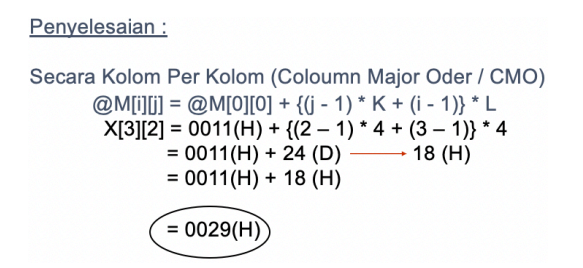 Penyelesaian :
Secara Kolom Per Kolom (Coloumn Major Oder / CMO)
@M[i][j] = @M[0][0] + {(j - 1) * K + (i - 1)} * L
X[3][2] = 0011(H) + {(2 – 1) * 4 + (3 – 1)} * 4
= 0011(H) + 24 (D) → 18 (H)
= 0011(H) + 18 (H)
= 0029(H)